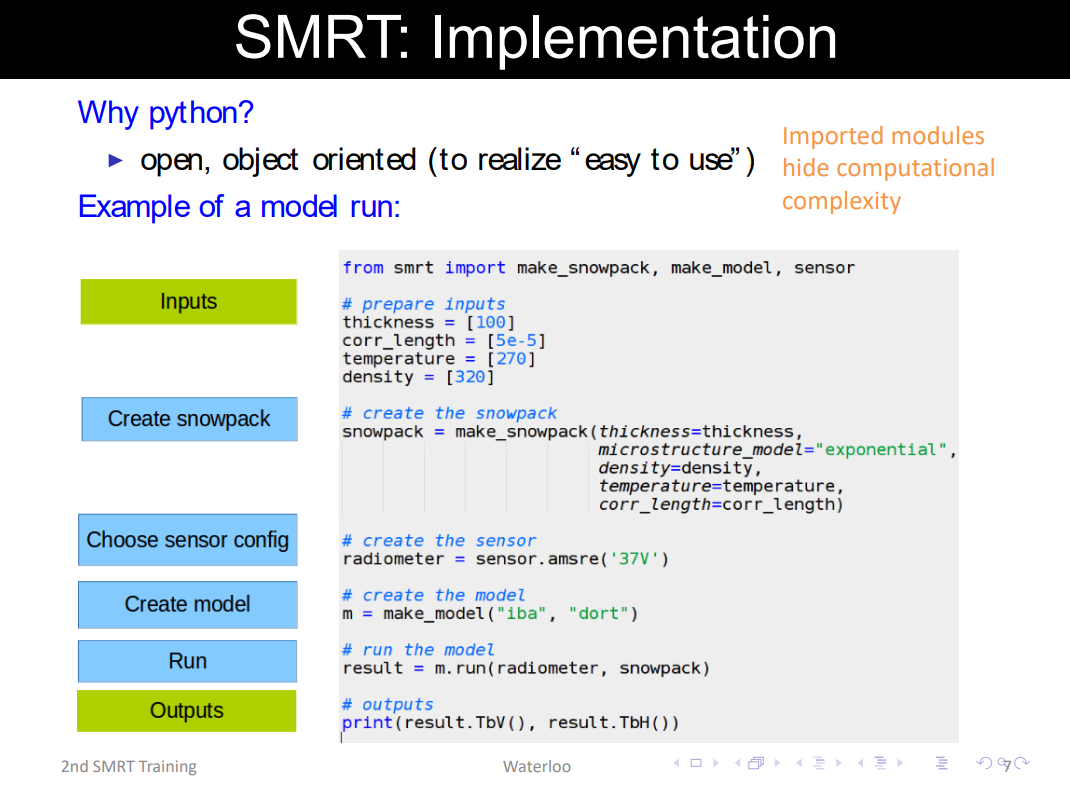 SMRT: Implementation
Why python?
open, object oriented (to realize “easy to use”)
Imported modules
hide computational
complexity
Example of a model run:
Inputs
Create snowpack
Choose sensor config
Create model
Run
Outputs
from smrt import make_snowpack, make_model, sensor
# prepare inputs
thickness = [100]
corr_length = [5e-5]
temperature = [270]
density = [320]
# create the snowpack
snowpack = make_snowpack(thickness=thickness,
microstructure_model="exponential",
density=density,
temperature=temperature,
corr_length=corr_length)
# create the sensor
radiometer = sensor.amsre('37V')
# create the model
m = make_model("iba", "dort")
# run the model
result = m.run(radiometer, snowpack)
# outputs
print(result.TbV(), result.TbH())
2nd SMRT Training
Waterloo
7